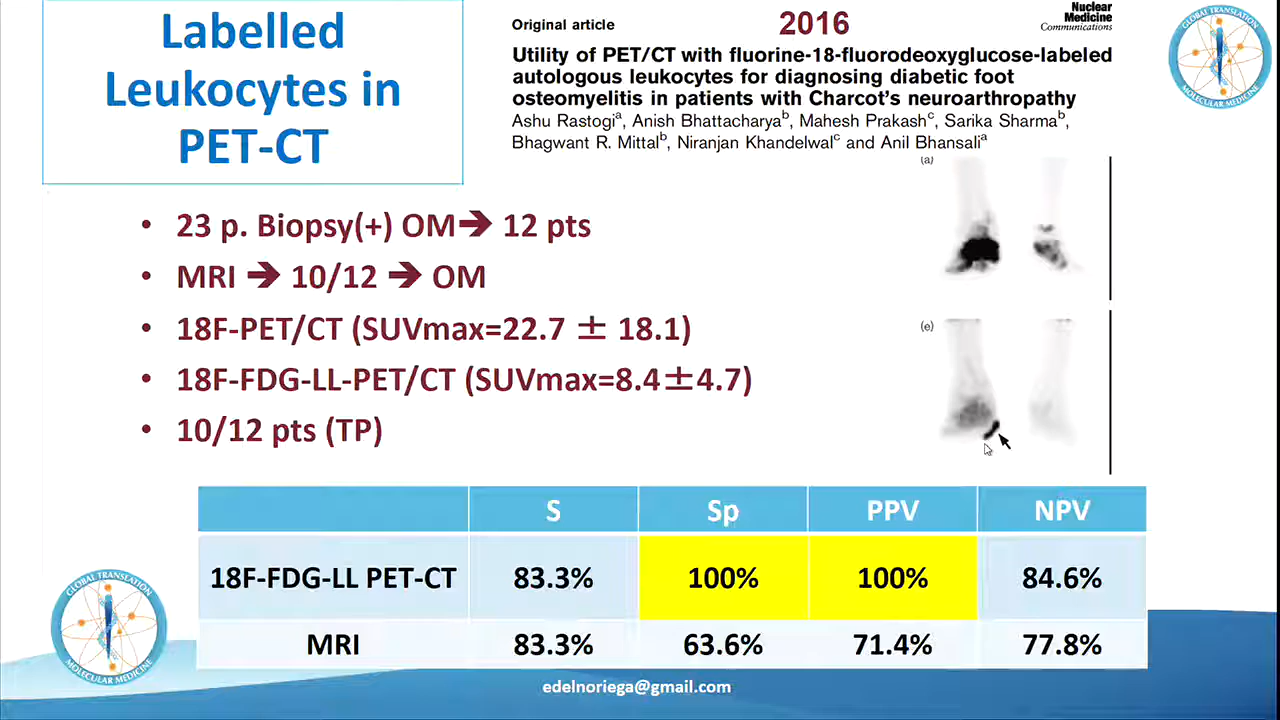 Labelled
Leukocytes in
PET-CT
Original article
2016
Nuclear
Medicine
Communications
Utility of PET/CT with fluorine-18-fluorodeoxyglucose-labeled
autologous leukocytes for diagnosing diabetic foot
osteomyelitis in patients with Charcot's neuroarthropathy
Ashu Rastogiᵃ, Anish Bhattacharyaᵇ, Mahesh Prakashᶜ, Sarika Sharmaᵇ,
Bhagwant R. Mittalᵇ, Niranjan Khandelwalᶜ and Anil Bhansaliᵃ
GLOBAL TRANSLATION
MOLECULAR MEDICINE
(a)
• 23 p. Biopsy(+) OM➔ 12 pts
• MRI ➔ 10/12 ➔ OM
• 18F-PET/CT (SUVmax=22.7 ± 18.1)
• 18F-FDG-LL-PET/CT (SUVmax=8.4±4.7)
• 10/12 pts (TP)
(e)
S Sp PPV NPV
18F-FDG-LL PET-CT 83.3% 100% 100% 84.6%
MRI 83.3% 63.6% 71.4% 77.8%
GLOBAL TRANSLATION
MOLECULAR MEDICINE
edelnoriega@gmail.com